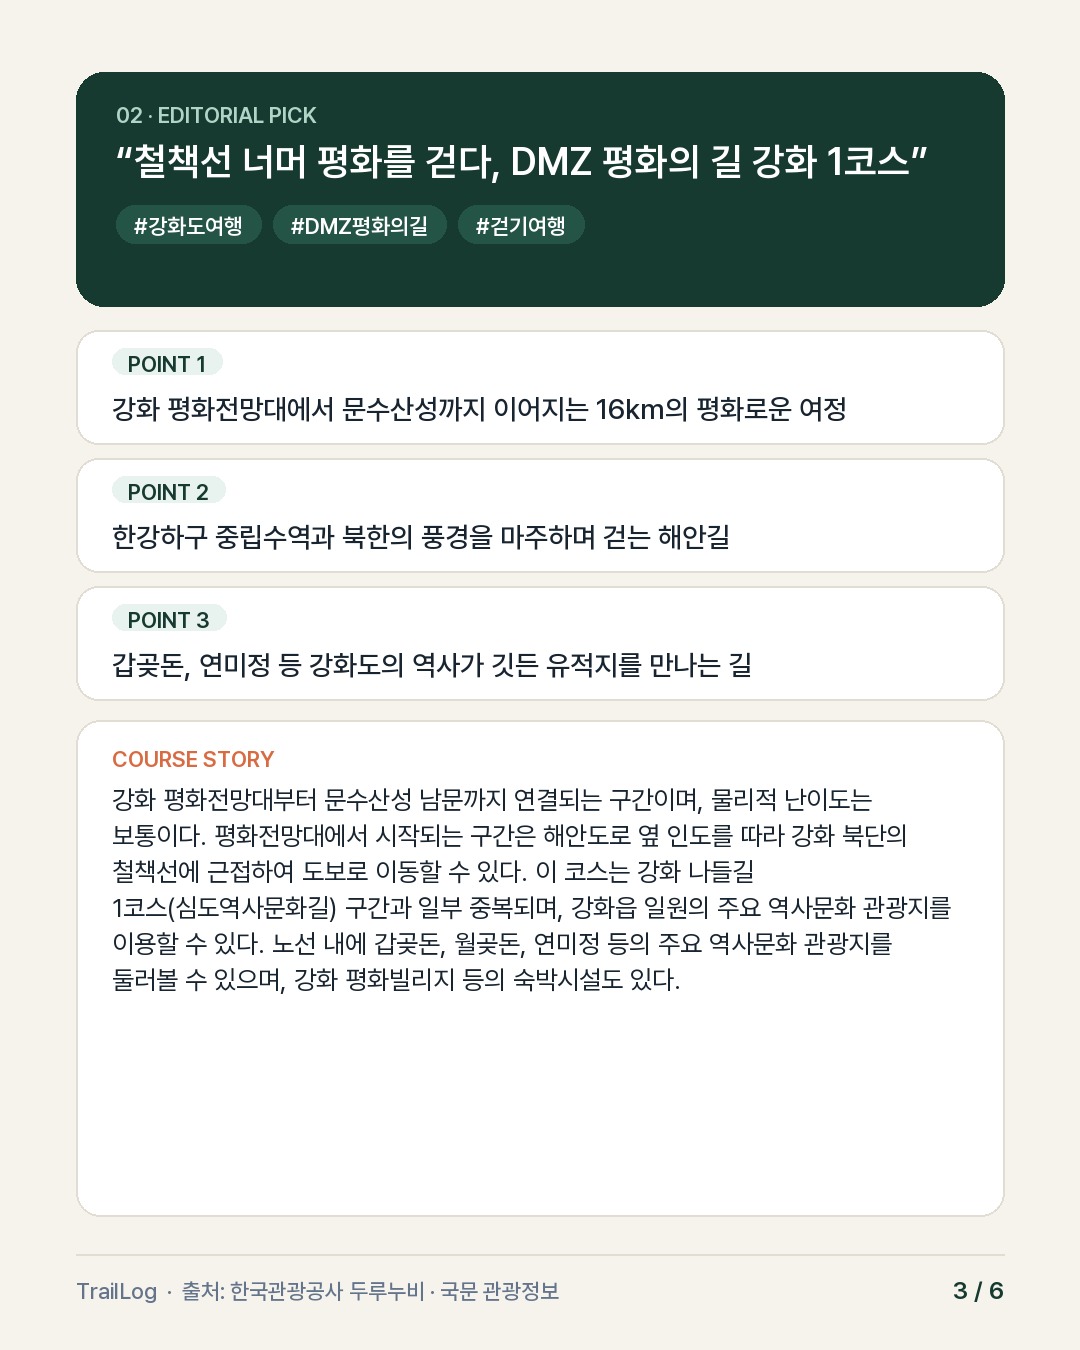 02 · EDITORIAL PICK
“철책선 너머 평화를 걷다, DMZ 평화의 길 강화 1코스”
#강화도여행 #DMZ평화의길 #걷기여행
POINT 1
강화 평화전망대에서 문수산성까지 이어지는 16km의 평화로운 여정
POINT 2
한강하구 중립수역과 북한의 풍경을 마주하며 걷는 해안길
POINT 3
갑곶돈, 연미정 등 강화도의 역사가 깃든 유적지를 만나는 길
COURSE STORY
강화 평화전망대부터 문수산성 남문까지 연결되는 구간이며, 물리적 난이도는
보통이다. 평화전망대에서 시작되는 구간은 해안도로 옆 인도를 따라 강화 북단의
철책선에 근접하여 도보로 이동할 수 있다. 이 코스는 강화 나들길
1코스(심도역사문화길) 구간과 일부 중복되며, 강화읍 일원의 주요 역사문화 관광지를
이용할 수 있다. 노선 내에 갑곶돈, 월곶돈, 연미정 등의 주요 역사문화 관광지를
둘러볼 수 있으며, 강화 평화빌리지 등의 숙박시설도 있다.
TrailLog · 출처: 한국관광공사 두루누비 · 국문 관광정보
3 / 6